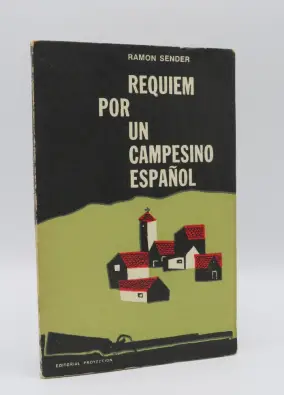 RAMON SENDER
REQUIEM
POR
UN
CAMPESINO
ESPAÑOL
EDITORIAL PROYECCION